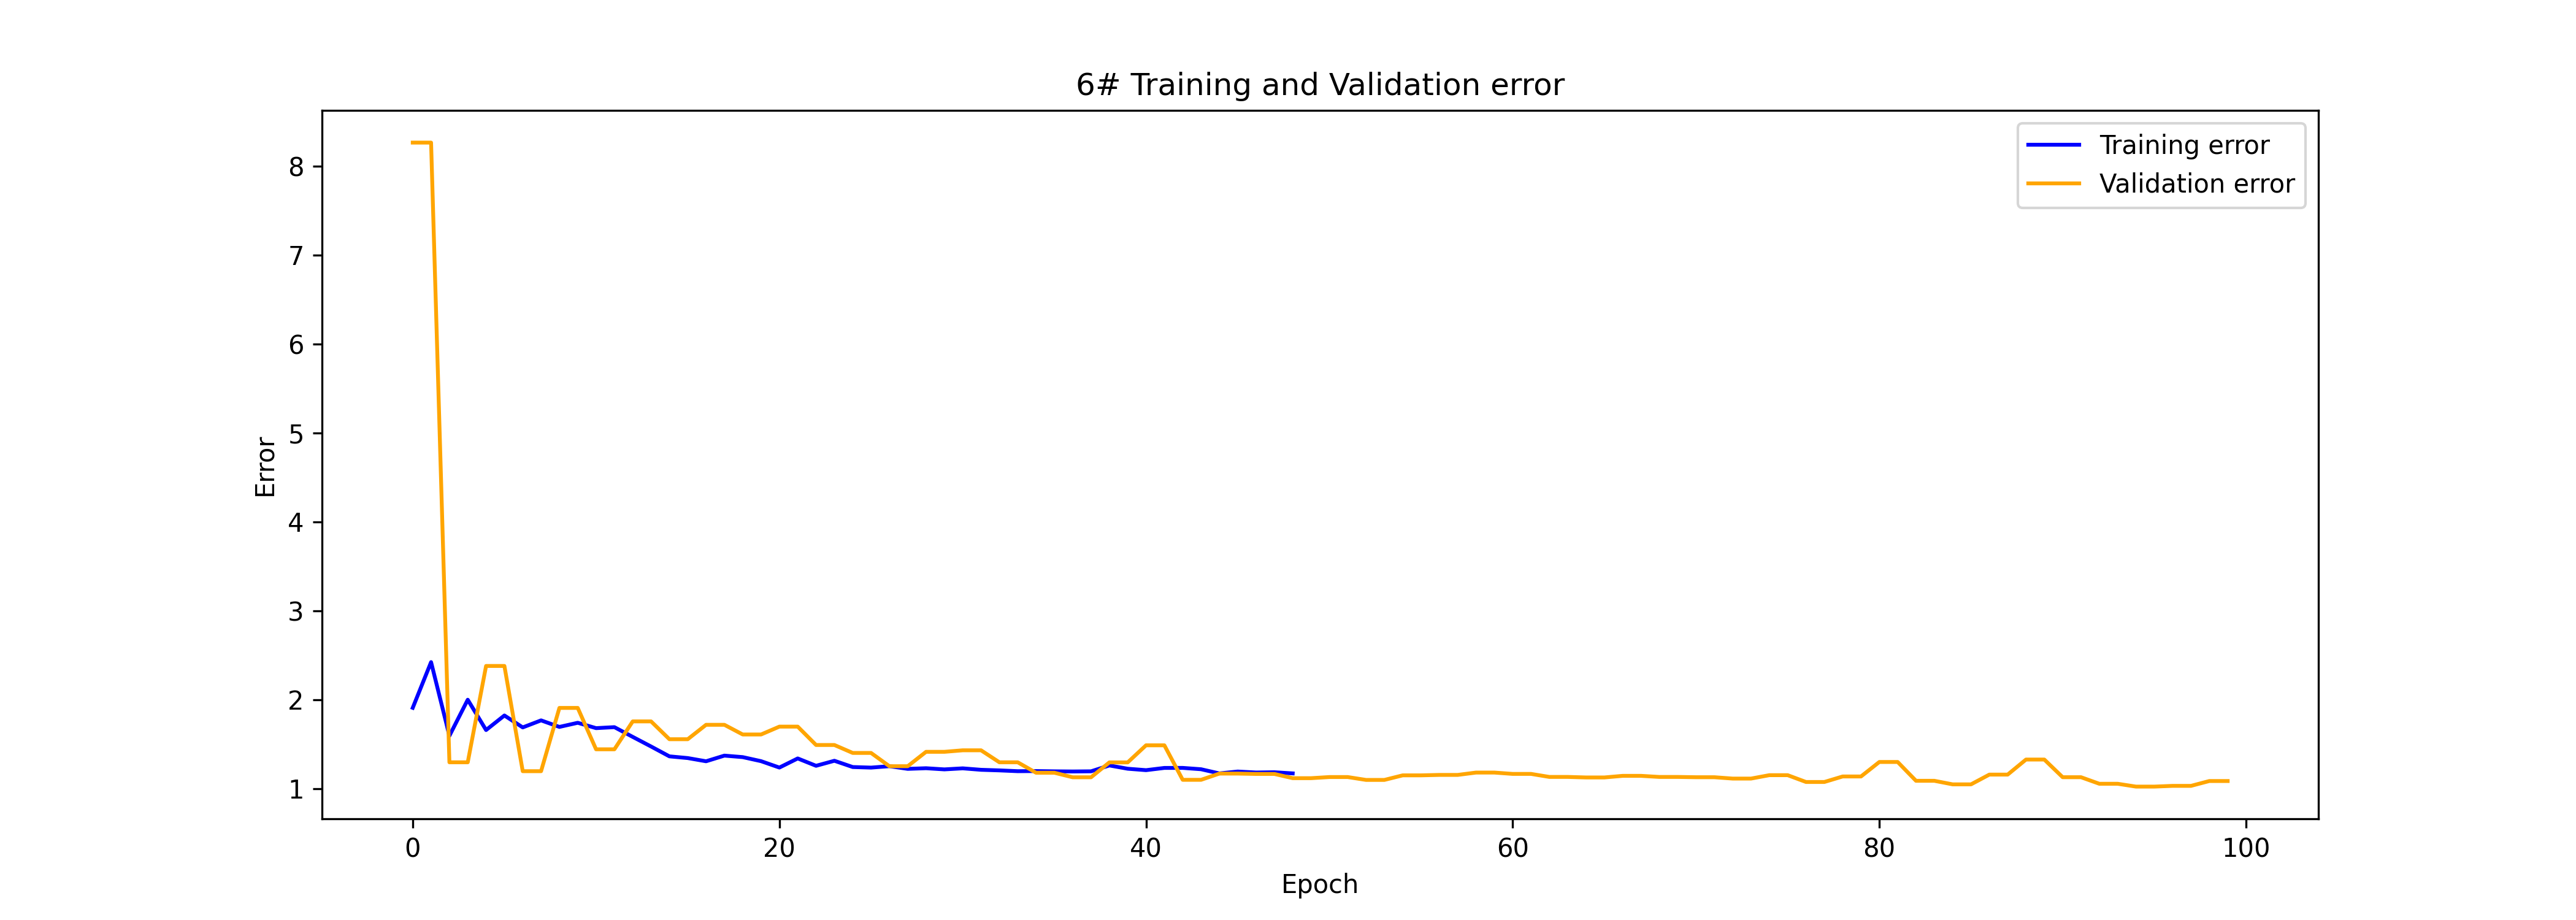 6# Training and Validation error
Training error
Validation error
Error
8
7
6
5
4
3
2
1
0
20
40
60
80
100
Epoch